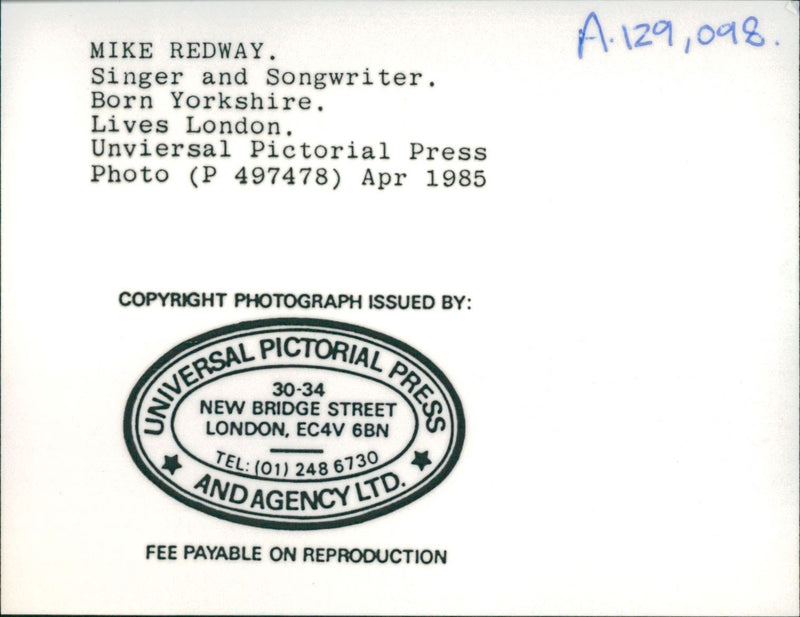 A.129,098.
MIKE REDWAY.
Singer and Songwriter.
Born Yorkshire.
Lives London.
Unviersal Pictorial Press
Photo (P 497478) Apr 1985
COPYRIGHT PHOTOGRAPH ISSUED BY:
UNIVERSAL PICTORIAL PRESS
30-34
NEW BRIDGE STREET
LONDON, EC4V 6BN
TEL: (01) 248 6730
AND AGENCY LTD.
FEE PAYABLE ON REPRODUCTION